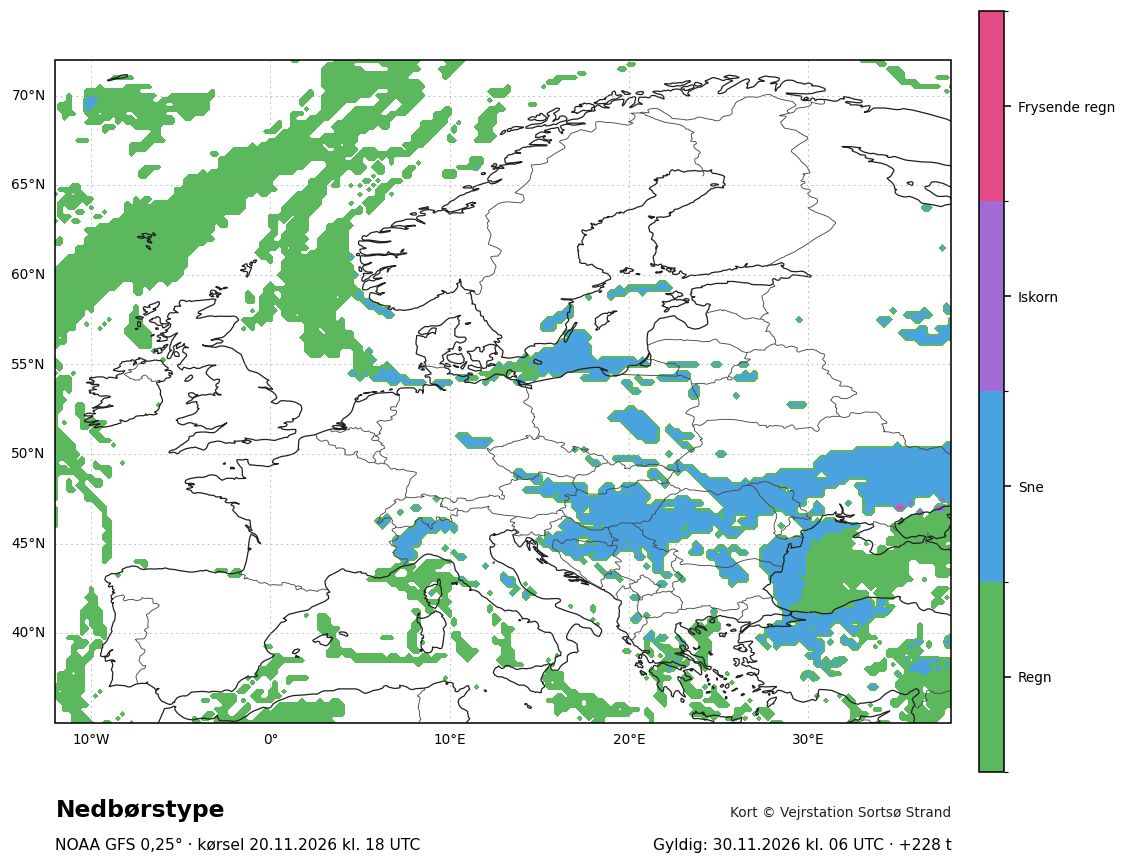 70°N
65°N
60°N
55°N
50°N
45°N
40°N
10°W
0°
10°E
20°E
30°E
Frysende regn
Iskorn
Sne
Regn
Nedbørstype
Kort © Vejrstation Sortsø Strand
NOAA GFS 0,25° · kørsel 20.11.2026 kl. 18 UTC
Gyldig: 30.11.2026 kl. 06 UTC · +228 t